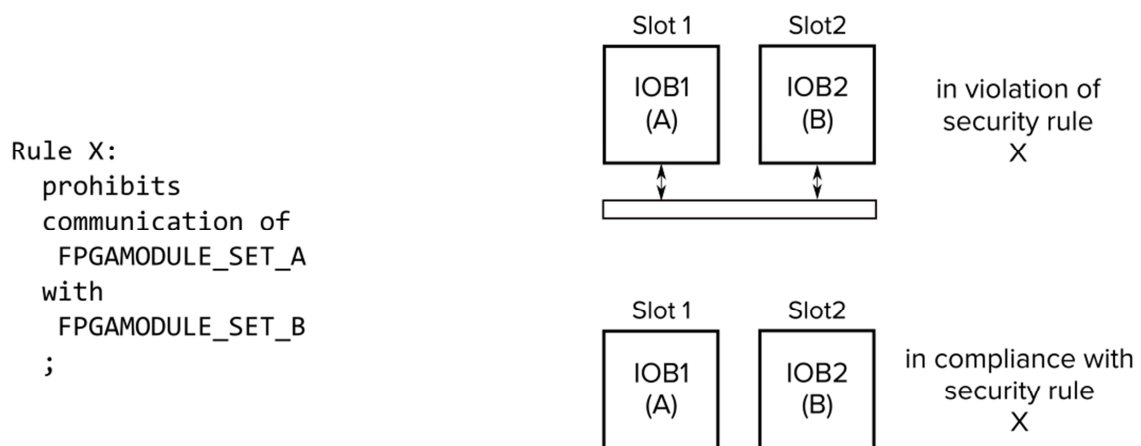 Rule X:
prohibits
communication of
FPGAMODULE_SET_A
with
FPGAMODULE_SET_B
;
Slot 1 Slot2
IOB1 IOB2
(A) (B)
in violation of
security rule
X
Slot 1 Slot2
IOB1 IOB2
(A) (B)
in compliance with
security rule
X